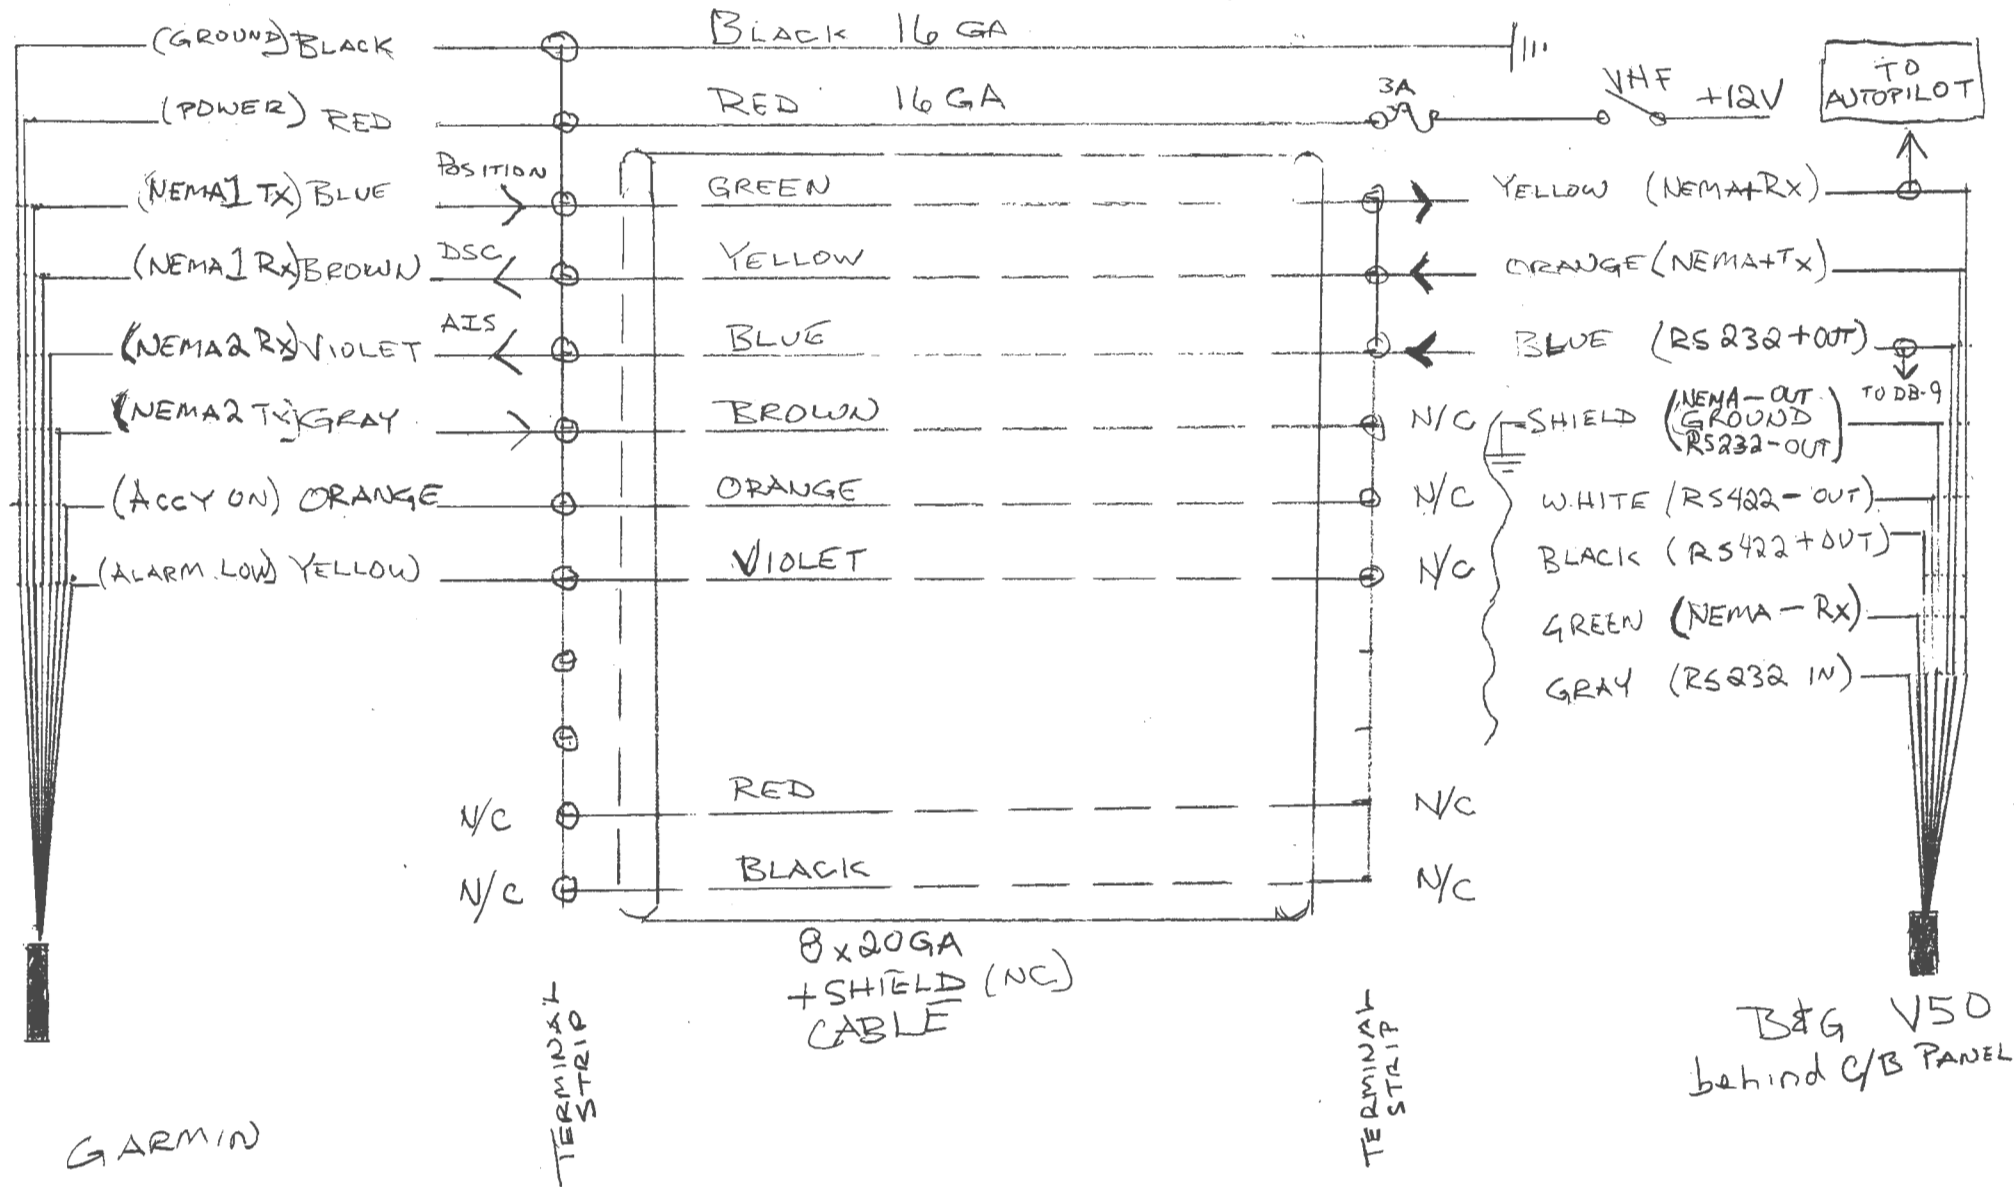 (GROUND) BLACK BLACK 16 GA
(POWER) RED RED 16 GA 3A VHF +12V TO AUTOPILOT
(NEMA1 TX) BLUE POSITION GREEN YELLOW (NEMA+RX)
(NEMA1 RX) BROWN DSC YELLOW ORANGE (NEMA+TX)
(NEMA2 RX) VIOLET AIS BLUE BLUE (RS232+OUT)
TO DB-9
(NEMA2 TX) GRAY BROWN N/C SHIELD (NEMA-OUT
GROUND
RS232-OUT)
(ACCY ON) ORANGE ORANGE N/C WHITE (RS422-OUT)
(ALARM LOW) YELLOW VIOLET N/C BLACK (RS422+OUT)
GREEN (NEMA-RX)
GRAY (RS232 IN)
N/C RED N/C
N/C BLACK N/C
8x20GA
+SHIELD (NC)
CABLE
TERMINAL
STRIP
TERMINAL
STRIP
B&G V50
behind C/B PANEL
GARMIN